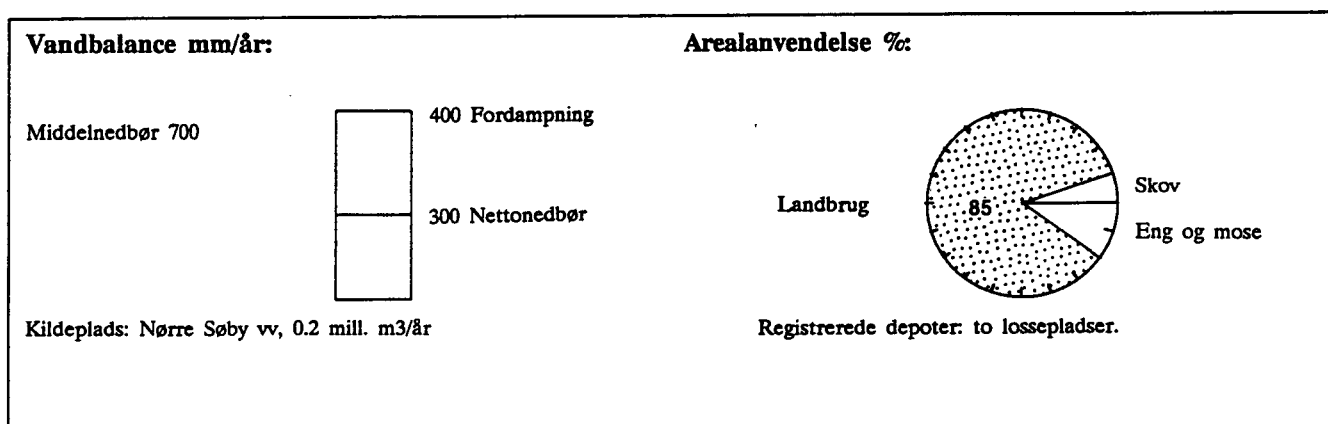 Vandbalance mm/år:
Middelnedbør 700
400 Fordampning
300 Nettonedbør
Kildeplads: Nørre Søby vv, 0.2 mill. m3/år
Arealanvendelse %:
Landbrug
85
Skov
Eng og mose
Registrerede depoter: to lossepladser.